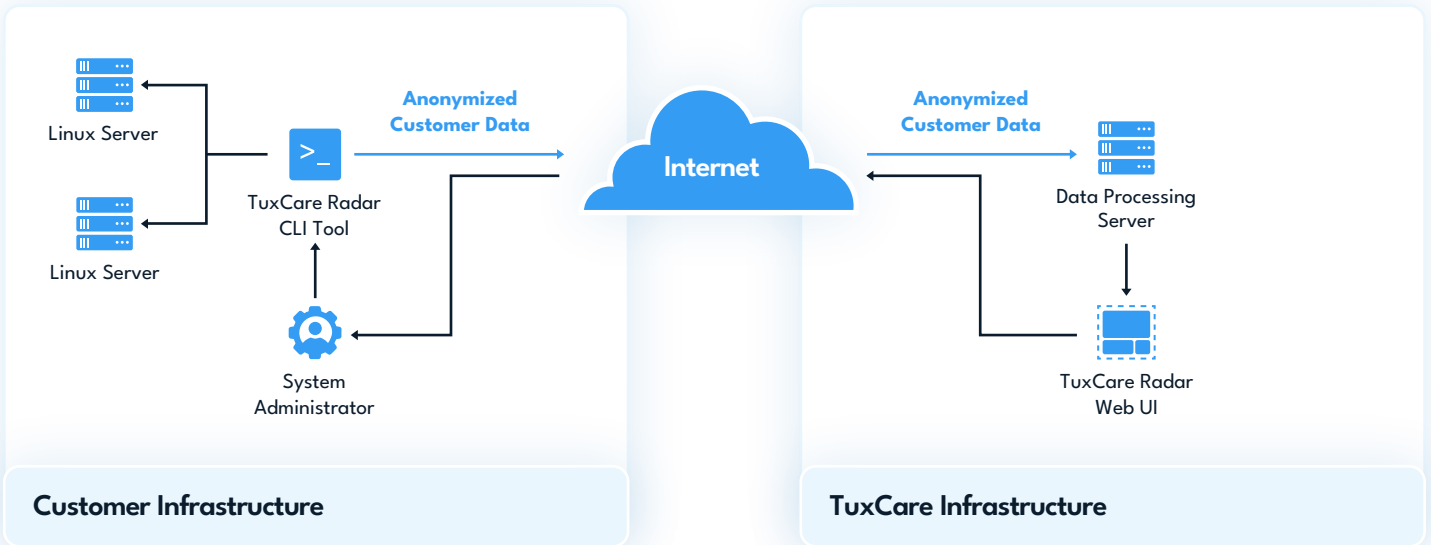 Linux Server
Linux Server
>_
TuxCare Radar
CLI Tool
System
Administrator
Anonymized
Customer Data
Internet
Anonymized
Customer Data
Data Processing
Server
TuxCare Radar
Web UI
Customer Infrastructure
TuxCare Infrastructure